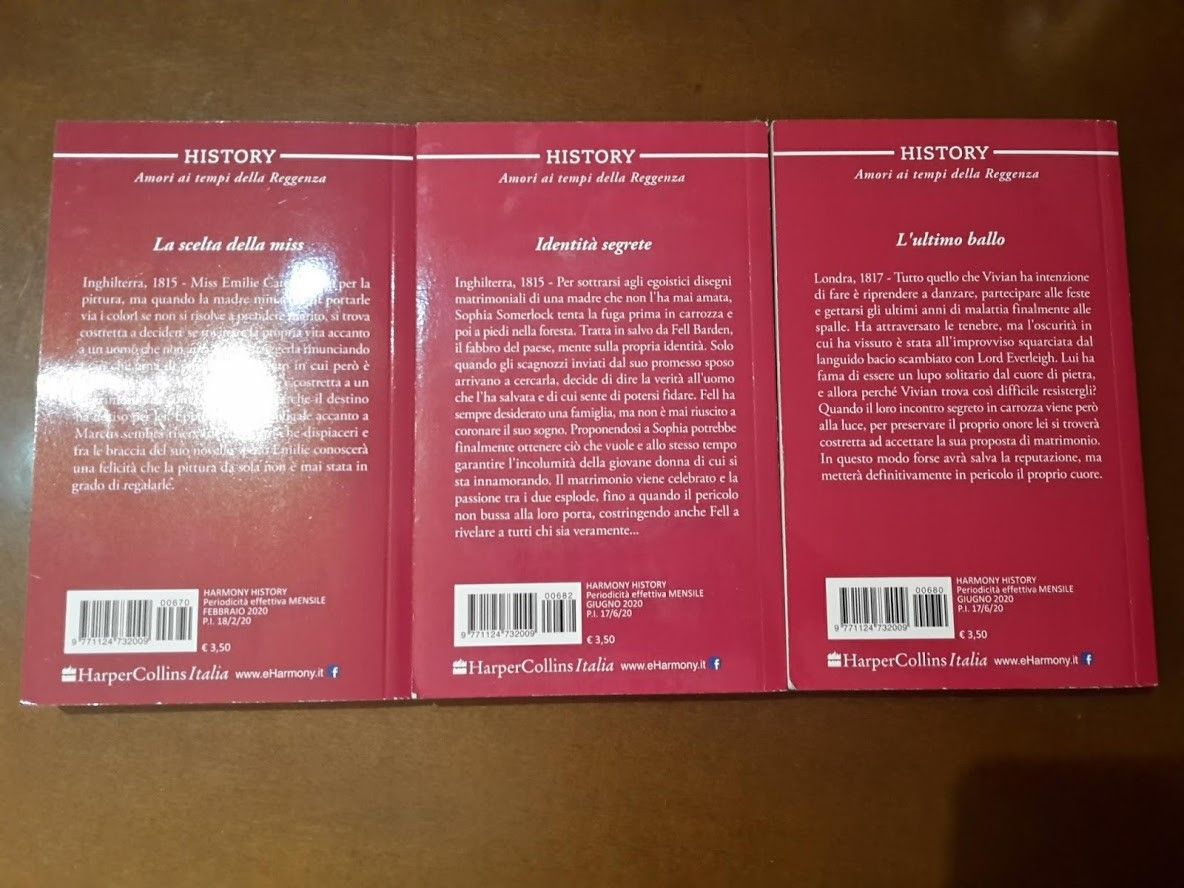 HISTORY
Amori ai tempi della Reggenza
La scelta della miss
Inghilterra, 1815 - Miss Emilie per la
pittura, ma quando la madre portarle
via i colori se non si risolve a prendere marito, si trova
costretta a decidere se la propria vita accanto
a un uomo che non rinunciando
in cui però è
costretta a un
che il destino
accanto a
Marcus sembra che dispiaceri e
fra le braccia del suo Emilie conoscerà
una felicità che la pittura da sola non è mai stata in
grado di regalarle.
00670
9 771124 732009
HARMONY HISTORY
Periodicità effettiva MENSILE
FEBBRAIO 2020
P.I. 18/2/20
€ 3,50
HarperCollins Italia www.eHarmony.it f
HISTORY
Amori ai tempi della Reggenza
Identità segrete
Inghilterra, 1815 - Per sottrarsi agli egoistici disegni
matrimoniali di una madre che non l'ha mai amata,
Sophia Somerlock tenta la fuga prima in carrozza e
poi a piedi nella foresta. Tratta in salvo da Fell Barden,
il fabbro del paese, mente sulla propria identità. Solo
quando gli scagnozzi inviati dal suo promesso sposo
arrivano a cercarla, decide di dire la verità all'uomo
che l'ha salvata e di cui sente di potersi fidare. Fell ha
sempre desiderato una famiglia, ma non è mai riuscito a
coronare il suo sogno. Proponendosi a Sophia potrebbe
finalmente ottenere ciò che vuole e allo stesso tempo
garantire l'incolumità della giovane donna di cui si
sta innamorando. Il matrimonio viene celebrato e la
passione tra i due esplode, fino a quando il pericolo
non bussa alla loro porta, costringendo anche Fell a
rivelare a tutti chi sia veramente...
00682
9 771124 732009
HARMONY HISTORY
Periodicità effettiva MENSILE
GIUGNO 2020
P.I. 17/6/20
€ 3,50
HarperCollins Italia www.eHarmony.it f
HISTORY
Amori ai tempi della Reggenza
L'ultimo ballo
Londra, 1817 - Tutto quello che Vivian ha intenzione
di fare è riprendere a danzare, partecipare alle feste
e gettarsi gli ultimi anni di malattia finalmente alle
spalle. Ha attraversato le tenebre, ma l'oscurità in
cui ha vissuto è stata all'improvviso squarciata dal
languido bacio scambiato con Lord Everleigh. Lui ha
fama di essere un lupo solitario dal cuore di pietra,
e allora perché Vivian trova così difficile resistergli?
Quando il loro incontro segreto in carrozza viene però
alla luce, per preservare il proprio onore lei si troverà
costretta ad accettare la sua proposta di matrimonio.
In questo modo forse avrà salva la reputazione, ma
metterà definitivamente in pericolo il proprio cuore.
00680
9 771124 732009
HARMONY HISTORY
Periodicità effettiva MENSILE
GIUGNO 2020
P.I. 17/6/20
€ 3,50
HarperCollins Italia www.eHarmony.it f